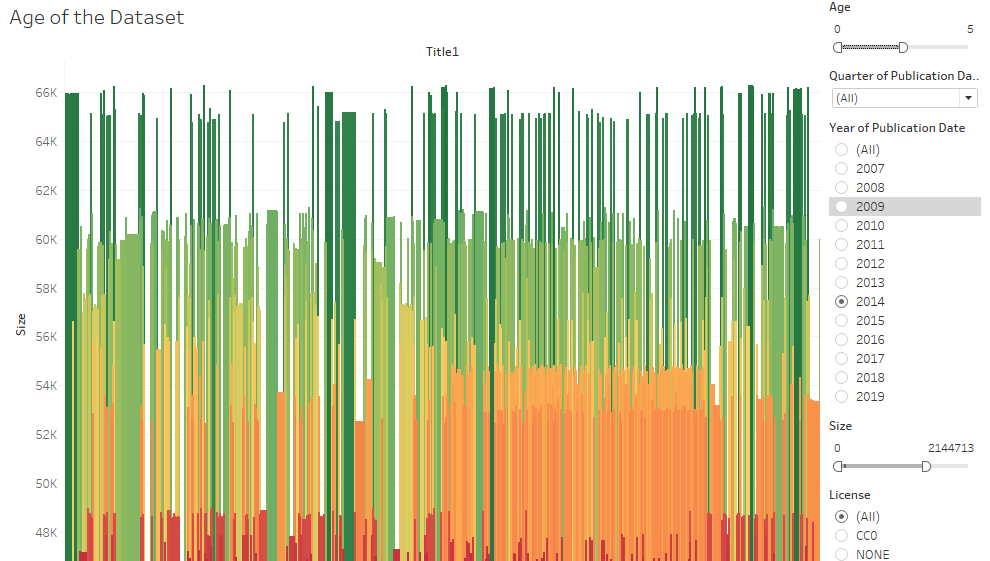 Age of the Dataset
Title1
Size
66K
64K
62K
60K
58K
56K
54K
52K
50K
48K
Age
0 5
Quarter of Publication Da..
(All)
Year of Publication Date
(All)
2007
2008
2009
2010
2011
2012
2013
2014
2015
2016
2017
2018
2019
Size
0 2144713
License
(All)
CC0
NONE